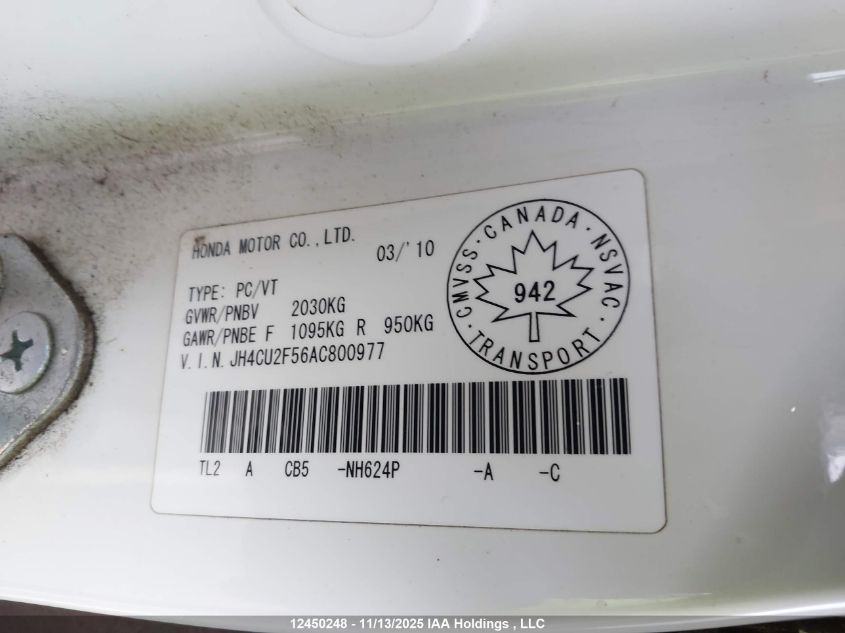 HONDA MOTOR CO.,LTD. 03/'10
TYPE: PC/VT
GVWR/PNBV 2030KG
GAWR/PNBE F 1095KG R 950KG
V.I.N. JH4CU2F56AC800977
CMVSS · CANADA · NSVAC
942
· TRANSPORT ·
TL2 A CB5 -NH624P -A -C
12450248 - 11/13/2025 IAA Holdings , LLC